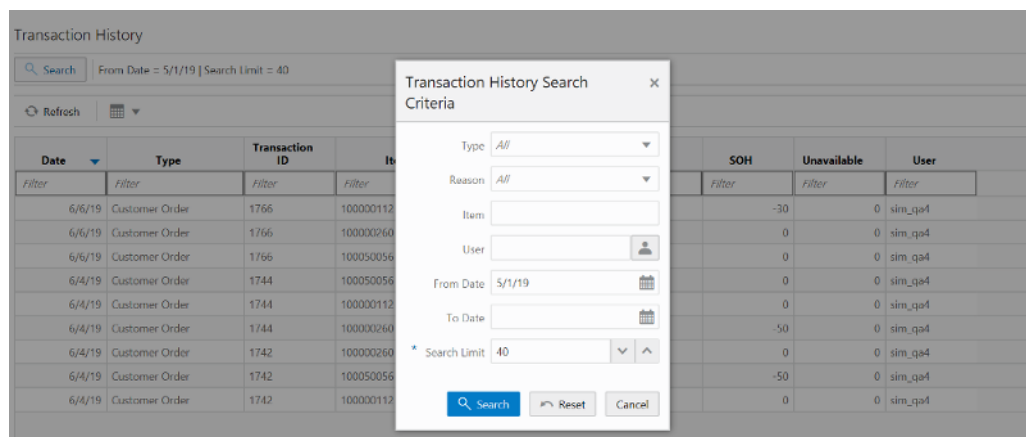 Transaction History
Search From Date = 5/1/19 | Search Limit = 40
Refresh
Date Type Transaction ID SOH Unavailable User
Filter Filter Filter Filter Filter Filter Filter
6/6/19 Customer Order 1766 100000112 -30 0 sim_qa4
6/6/19 Customer Order 1766 100000260 0 0 sim_qa4
6/6/19 Customer Order 1766 100050056 0 0 sim_qa4
6/4/19 Customer Order 1744 100050056 0 0 sim_qa4
6/4/19 Customer Order 1744 100000112 0 0 sim_qa4
6/4/19 Customer Order 1744 100000260 -50 0 sim_qa4
6/4/19 Customer Order 1742 100000260 0 0 sim_qa4
6/4/19 Customer Order 1742 100050056 -50 0 sim_qa4
6/4/19 Customer Order 1742 100000112 0 0 sim_qa4
Transaction History Search
Criteria
Type All
Reason All
Item
User
From Date 5/1/19
To Date
* Search Limit 40
Search Reset Cancel